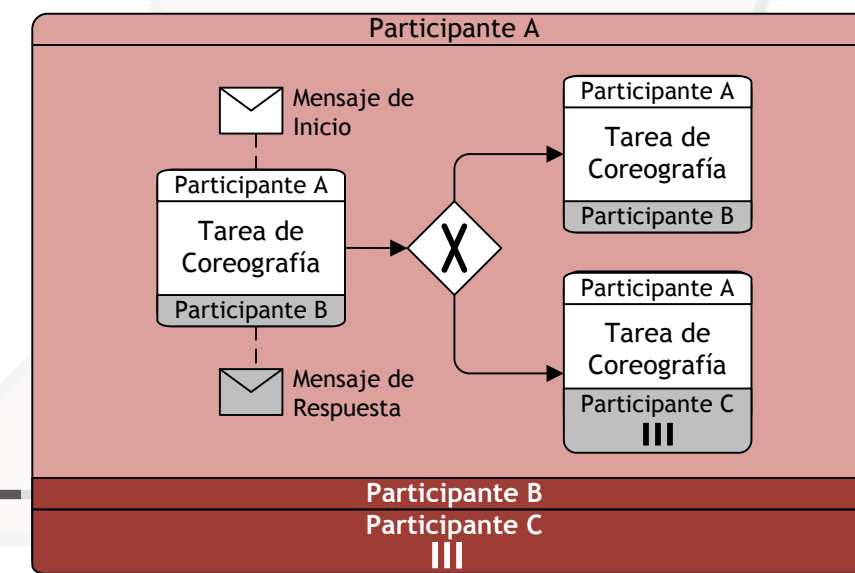 Participante A
Mensaje de
Inicio
Participante A
Tarea de
Coreografía
Participante B
Mensaje de
Respuesta
X
Participante A
Tarea de
Coreografía
Participante B
Participante A
Tarea de
Coreografía
Participante C
Participante B
Participante C